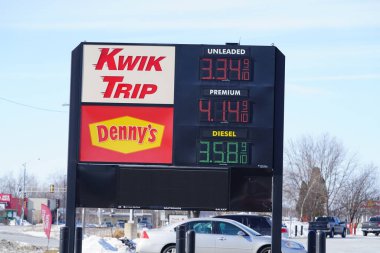 KWIK
TRIP
Denny's
UNLEADED
3.34 9/10
PREMIUM
4.14 9/10
DIESEL
3.58 9/10